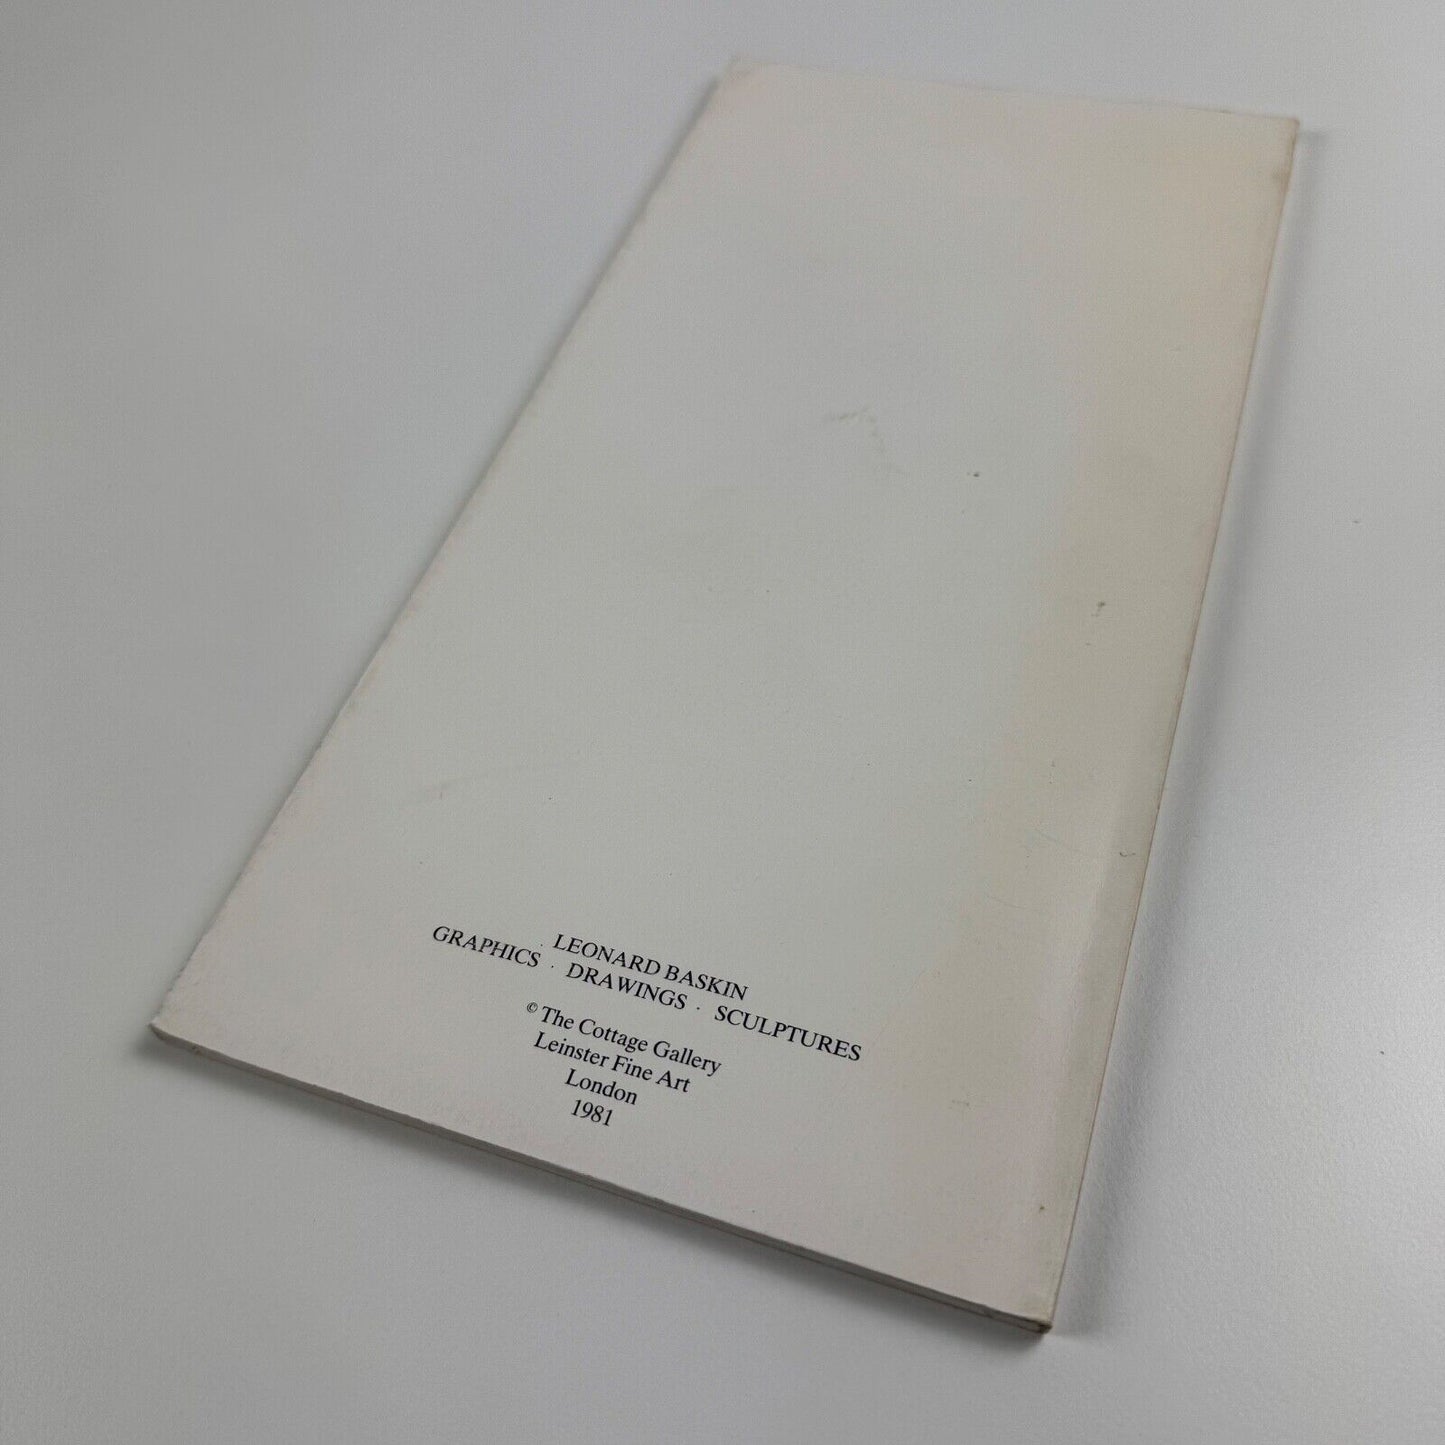 LEONARD BASKIN
GRAPHICS · DRAWINGS · SCULPTURES
© The Cottage Gallery
Leinster Fine Art
London
1981